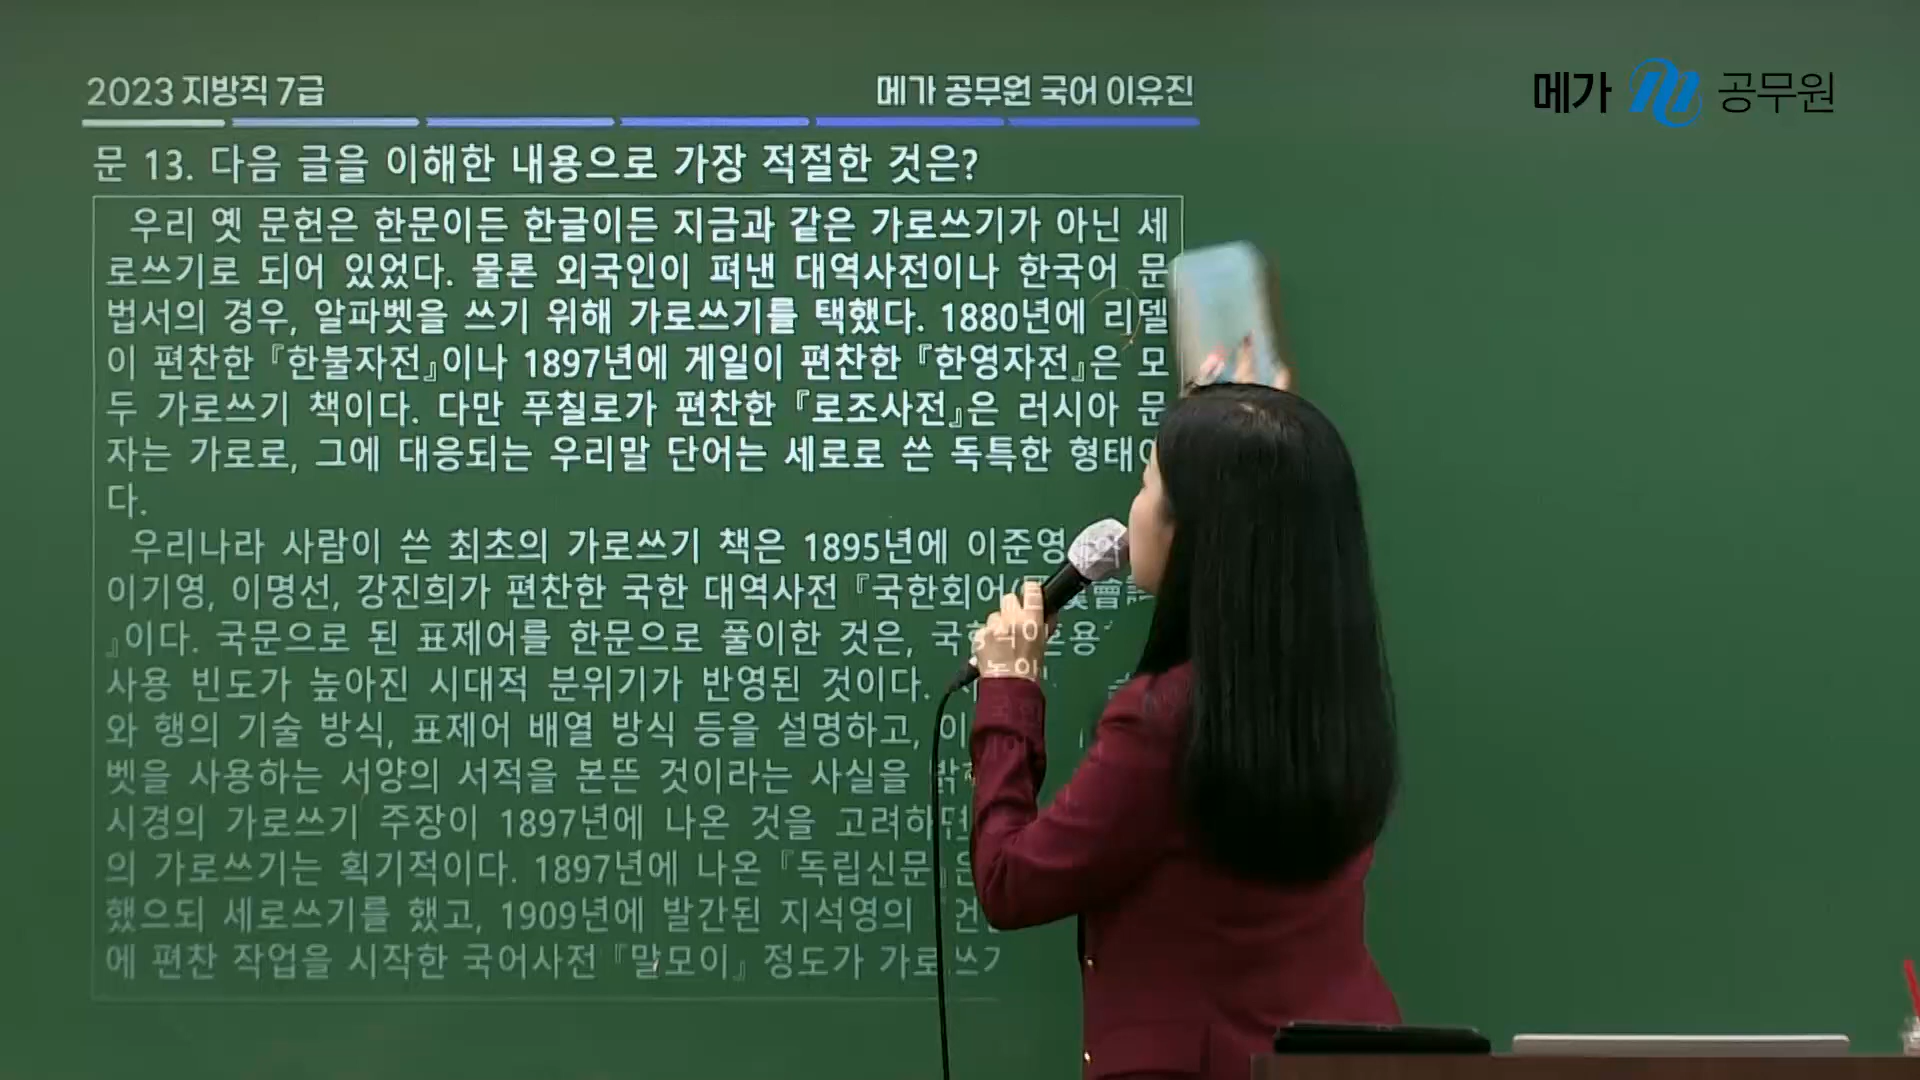 2023 지방직 7급
메가 공무원 국어 이유진
메가 공무원
문 13. 다음 글을 이해한 내용으로 가장 적절한 것은?
우리 옛 문헌은 한문이든 한글이든 지금과 같은 가로쓰기가 아닌 세
로쓰기로 되어 있었다. 물론 외국인이 펴낸 대역사전이나 한국어 문
법서의 경우, 알파벳을 쓰기 위해 가로쓰기를 택했다. 1880년에 리델
이 편찬한 『한불자전』이나 1897년에 게일이 편찬한 『한영자전』은 모
두 가로쓰기 책이다. 다만 푸칠로가 편찬한 『로조사전』은 러시아 문
자는 가로로, 그에 대응되는 우리말 단어는 세로로 쓴 독특한 형태이
다.
우리나라 사람이 쓴 최초의 가로쓰기 책은 1895년에 이준영
이기영, 이명선, 강진희가 편찬한 국한 대역사전 『국한회어
』이다. 국문으로 된 표제어를 한문으로 풀이한 것은,
사용 빈도가 높아진 시대적 분위기가 반영된 것이다.
와 행의 기술 방식, 표제어 배열 방식 등을 설명하고,
벳을 사용하는 서양의 서적을 본뜬 것이라는 사실을
시경의 가로쓰기 주장이 1897년에 나온 것을
의 가로쓰기는 획기적이다. 1897년에 나온 『독립신문』은
했으되 세로쓰기를 했고, 1909년에 발간된 지석영의
에 편찬 작업을 시작한 국어사전 『말모이』 정도가